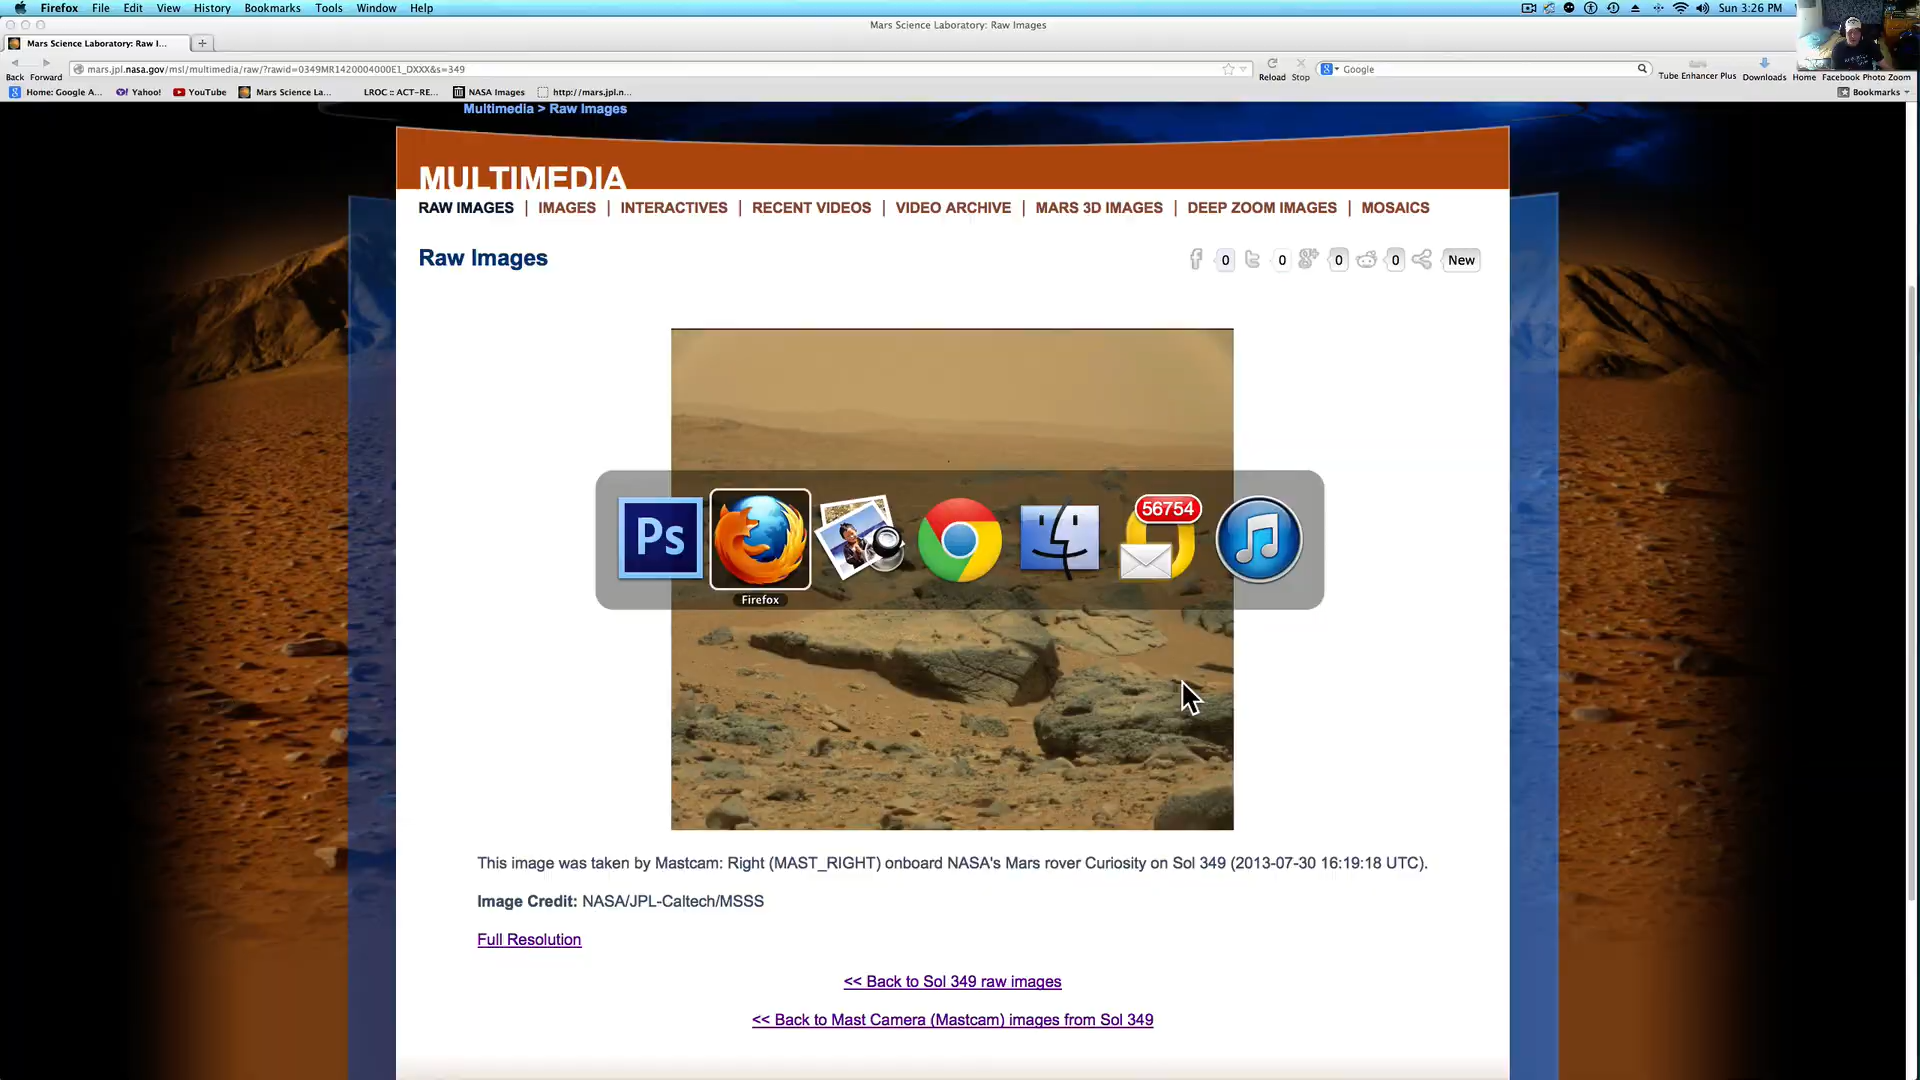 Firefox File Edit View History Bookmarks Tools Window Help
Sun 3:26 PM
Mars Science Laboratory: Raw Images
Mars Science Laboratory: Raw I...
Back Forward
mars.jpl.nasa.gov/msl/multimedia/raw/?rawid=0349MR1420004000E1_DXXX&s=349
Reload Stop
Google
Tube Enhancer Plus Downloads Home Facebook Photo Zoom
Home: Google A... Yahoo! YouTube Mars Science La... LROC :: ACT-RE... NASA Images http://mars.jpl.n... Bookmarks
Multimedia > Raw Images
MULTIMEDIA
RAW IMAGES | IMAGES | INTERACTIVES | RECENT VIDEOS | VIDEO ARCHIVE | MARS 3D IMAGES | DEEP ZOOM IMAGES | MOSAICS
Raw Images
0 0 0 0 New
56754
Ps
Firefox
This image was taken by Mastcam: Right (MAST_RIGHT) onboard NASA's Mars rover Curiosity on Sol 349 (2013-07-30 16:19:18 UTC).
Image Credit: NASA/JPL-Caltech/MSSS
Full Resolution
<< Back to Sol 349 raw images
<< Back to Mast Camera (Mastcam) images from Sol 349